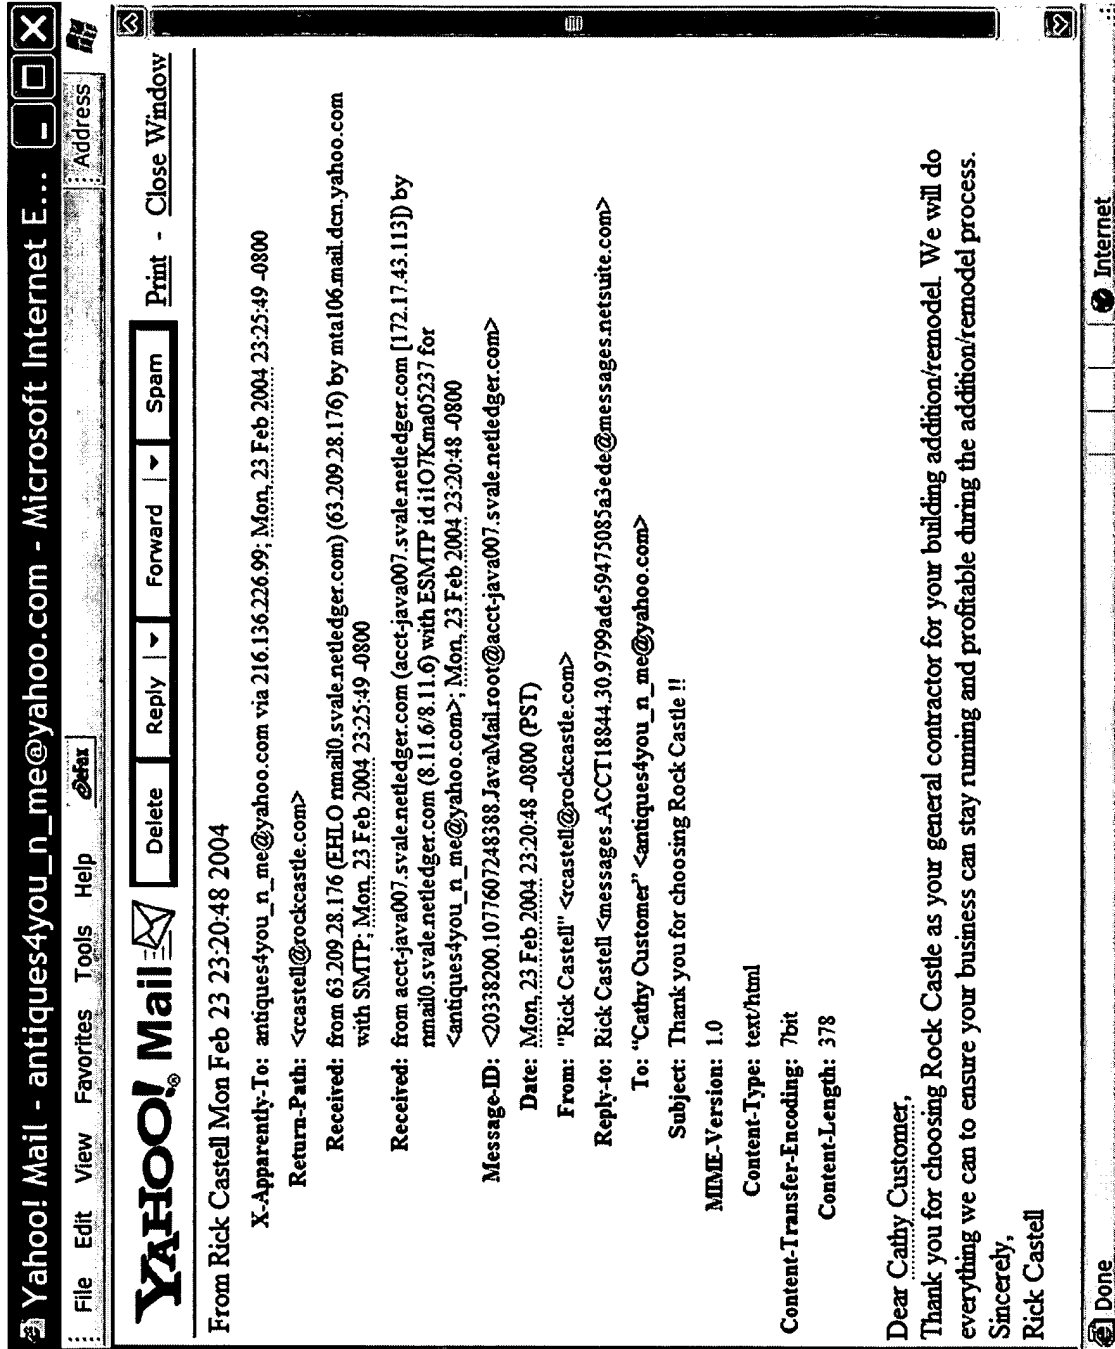 Yahoo! Mail - antiques4you_n_me@yahoo.com - Microsoft Internet E...
File Edit View Favorites Tools Help eFax Address
YAHOO!® Mail Delete Reply Forward Spam Print - Close Window
From Rick Castell Mon Feb 23 23:20:48 2004
X-Apparently-To: antiques4you_n_me@yahoo.com via 216.136.226.99; Mon, 23 Feb 2004 23:25:49 -0800
Return-Path: <rcastell@rockcastle.com>
Received: from 63.209.28.176 (EHLO nmail0.svale.netledger.com) (63.209.28.176) by mta106.mail.dcn.yahoo.com
with SMTP; Mon, 23 Feb 2004 23:25:49 -0800
Received: from acct-java007.svale.netledger.com (acct-java007.svale.netledger.com [172.17.43.113]) by
nmail0.svale.netledger.com (8.11.6/8.11.6) with ESMTP id i1O7Kma05237 for
<antiques4you_n_me@yahoo.com>; Mon, 23 Feb 2004 23:20:48 -0800
Message-ID: <20338200.1077607248388.JavaMail.root@acct-java007.svale.netledger.com>
Date: Mon, 23 Feb 2004 23:20:48 -0800 (PST)
From: "Rick Castell" <rcastell@rockcastle.com>
Reply-to: Rick Castell <messages.ACCT18844.30.9799ade59475085a3ede@messages.netsuite.com>
To: "Cathy Customer" <antiques4you_n_me@yahoo.com>
Subject: Thank you for choosing Rock Castle !!
MIME-Version: 1.0
Content-Type: text/html
Content-Transfer-Encoding: 7bit
Content-Length: 378
Dear Cathy Customer,
Thank you for choosing Rock Castle as your general contractor for your building addition/remodel. We will do
everything we can to ensure your business can stay running and profitable during the addition/remodel process.
Sincerely,
Rick Castell
Done Internet